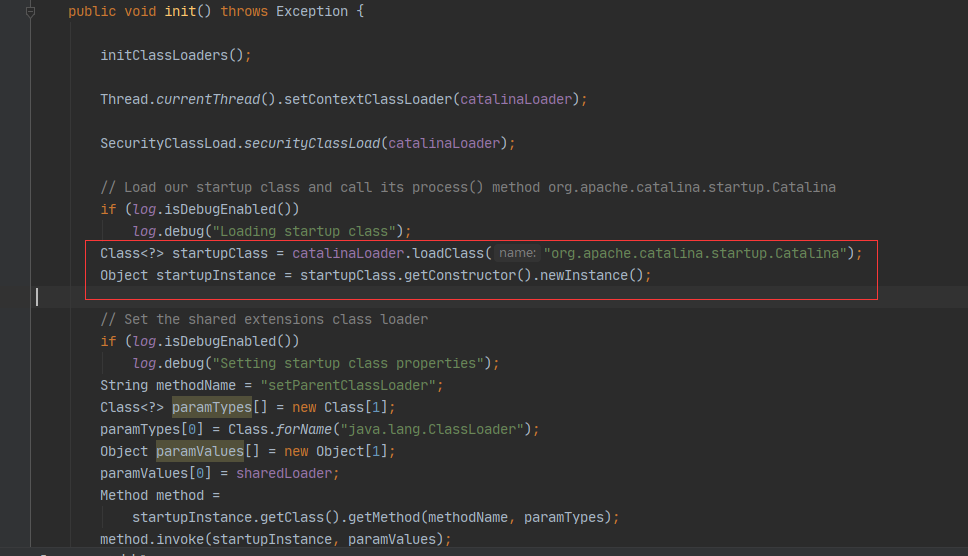 public void init() throws Exception {
initClassLoaders();
Thread.currentThread().setContextClassLoader(catalinaLoader);
SecurityClassLoad.securityClassLoad(catalinaLoader);
// Load our startup class and call its process() method org.apache.catalina.startup.Catalina
if (log.isDebugEnabled())
log.debug("Loading startup class");
Class<?> startupClass = catalinaLoader.loadClass( name: "org.apache.catalina.startup.Catalina");
Object startupInstance = startupClass.getConstructor().newInstance();
// Set the shared extensions class loader
if (log.isDebugEnabled())
log.debug("Setting startup class properties");
String methodName = "setParentClassLoader";
Class<?> paramTypes[] = new Class[1];
paramTypes[0] = Class.forName("java.lang.ClassLoader");
Object paramValues[] = new Object[1];
paramValues[0] = sharedLoader;
Method method =
startupInstance.getClass().getMethod(methodName, paramTypes);
method.invoke(startupInstance, paramValues);